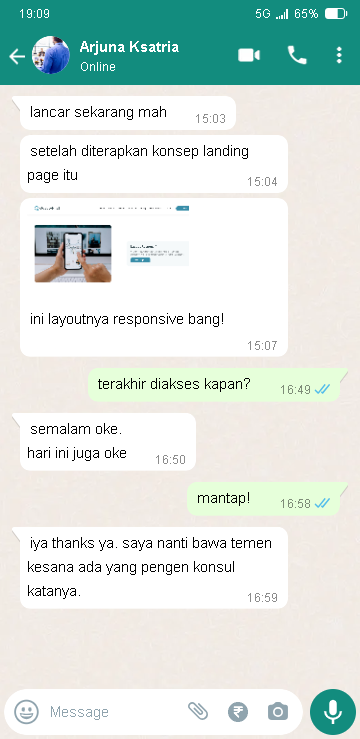 19:09
5G
65%
Arjuna Ksatria
Online
lancar sekarang mah
15:03
setelah diterapkan konsep landing
page itu
15:04
ini layoutnya responsive bang!
15:07
terakhir diakses kapan?
16:49
semalam oke.
hari ini juga oke
16:50
mantap!
16:58
iya thanks ya. saya nanti bawa temen
kesana ada yang pengen konsul
katanya.
16:59
Message